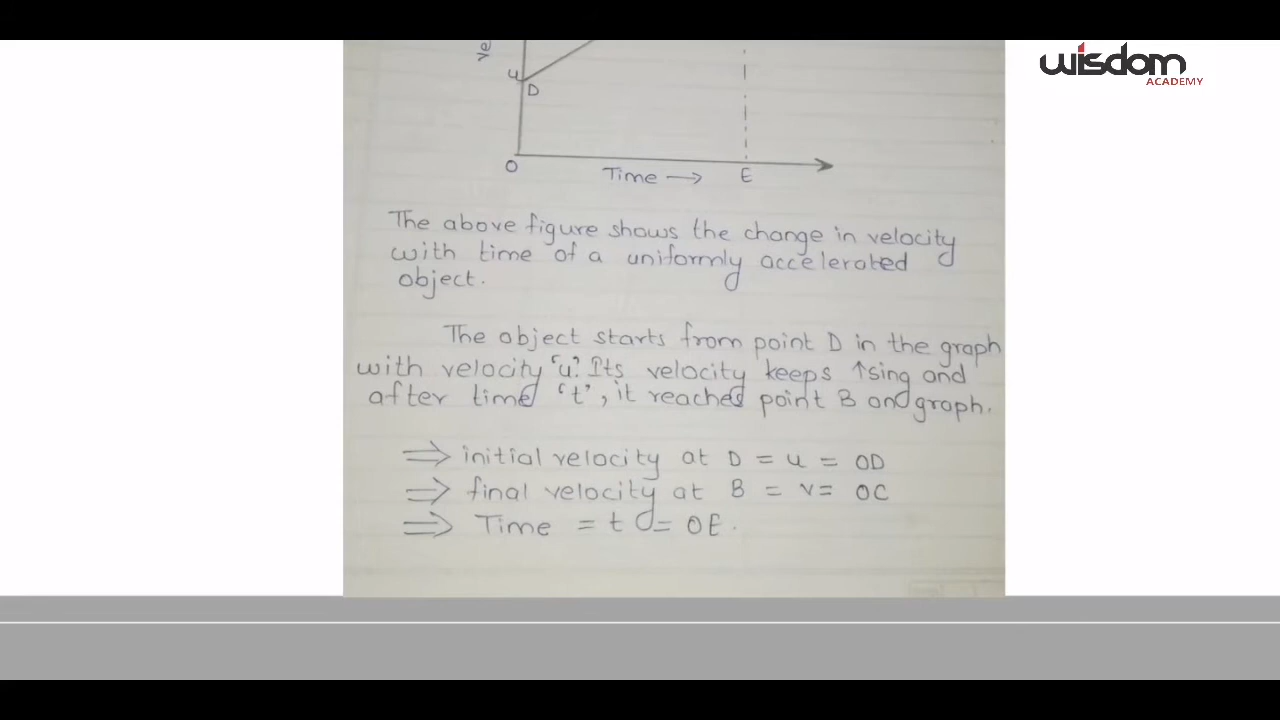 wisdom
ACADEMY
ve
u
D
O
Time →
E
The above figure shows the change in velocity
with time of a uniformly accelerated
object.
The object starts from point D in the graph
with velocity 'u'. Its velocity keeps ↑sing and
after time 't', it reached point B on graph.
⇒ initial velocity at D = u = OD
⇒ final velocity at B = v = OC
⇒ Time = t = OE.